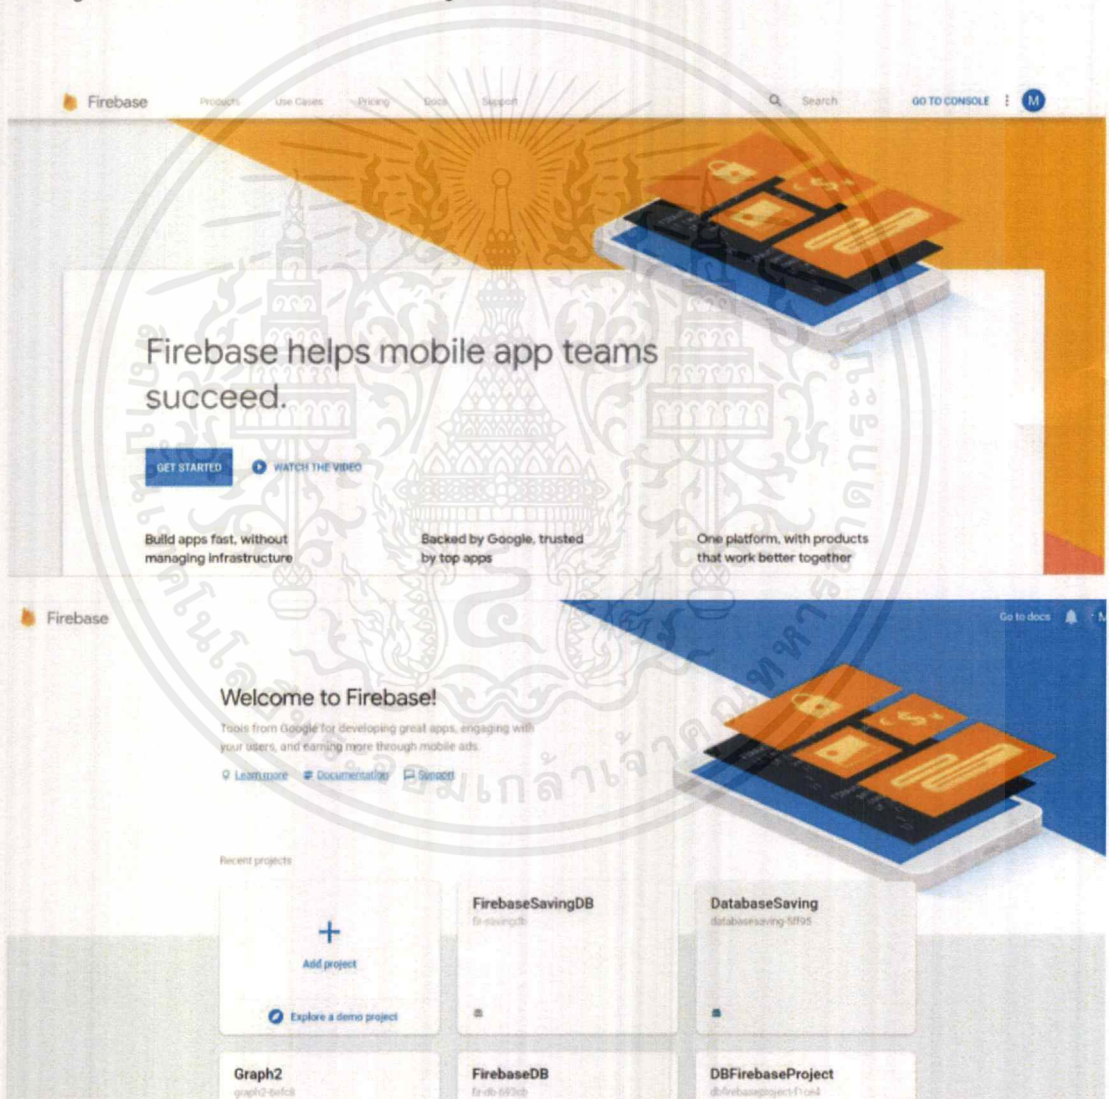 Firebase
Products Use Cases Pricing Docs Support
Search
GO TO CONSOLE
M
Firebase helps mobile app teams
succeed.
GET STARTED
WATCH THE VIDEO
Build apps fast, without
managing infrastructure
Backed by Google, trusted
by top apps
One platform, with products
that work better together
Firebase
Go to docs
M
Welcome to Firebase!
Tools from Google for developing great apps, engaging with
your users, and earning more through mobile ads.
Learn more Documentation Support
Recent projects
Add project
Explore a demo project
FirebaseSavingDB
fir-savingdb
DatabaseSaving
databasesaving-5ff95
Graph2
FirebaseDB
DBFirebaseProject